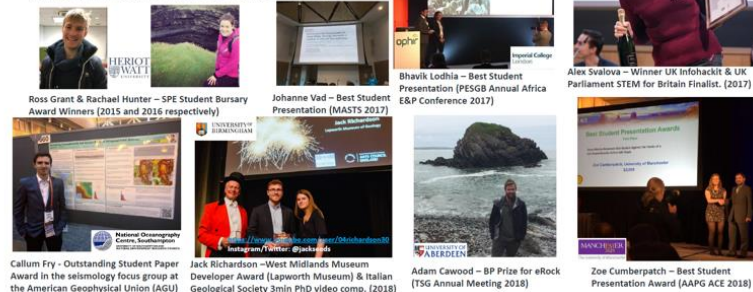 HERIOT
WATT
UNIVERSITY
ophir
Imperial College
London
Ross Grant & Rachael Hunter – SPE Student Bursary
Award Winners (2015 and 2016 respectively)
Johanne Vad – Best Student
Presentation (MASTS 2017)
Bhavik Lodhia – Best Student
Presentation (PESGB Annual Africa
E&P Conference 2017)
Alex Svalova – Winner UK Infohackit & UK
Parliament STEM for Britain Finalist. (2017)
UNIVERSITY OF
BIRMINGHAM
Jack Richardson
Lapworth Museum of Geology
Instagram/Twitter: @jackseeds
National Oceanography
Centre, Southampton
UNIVERSITY OF
ABERDEEN
Best Student Presentation Awards
MANCHESTER
Callum Fry - Outstanding Student Paper
Award in the seismology focus group at
the American Geophysical Union (AGU)
Jack Richardson –West Midlands Museum
Developer Award (Lapworth Museum) & Italian
Geological Society 3min PhD video comp. (2018)
Adam Cawood – BP Prize for eRock
(TSG Annual Meeting 2018)
Zoe Cumberpatch – Best Student
Presentation Award (AAPG ACE 2018)